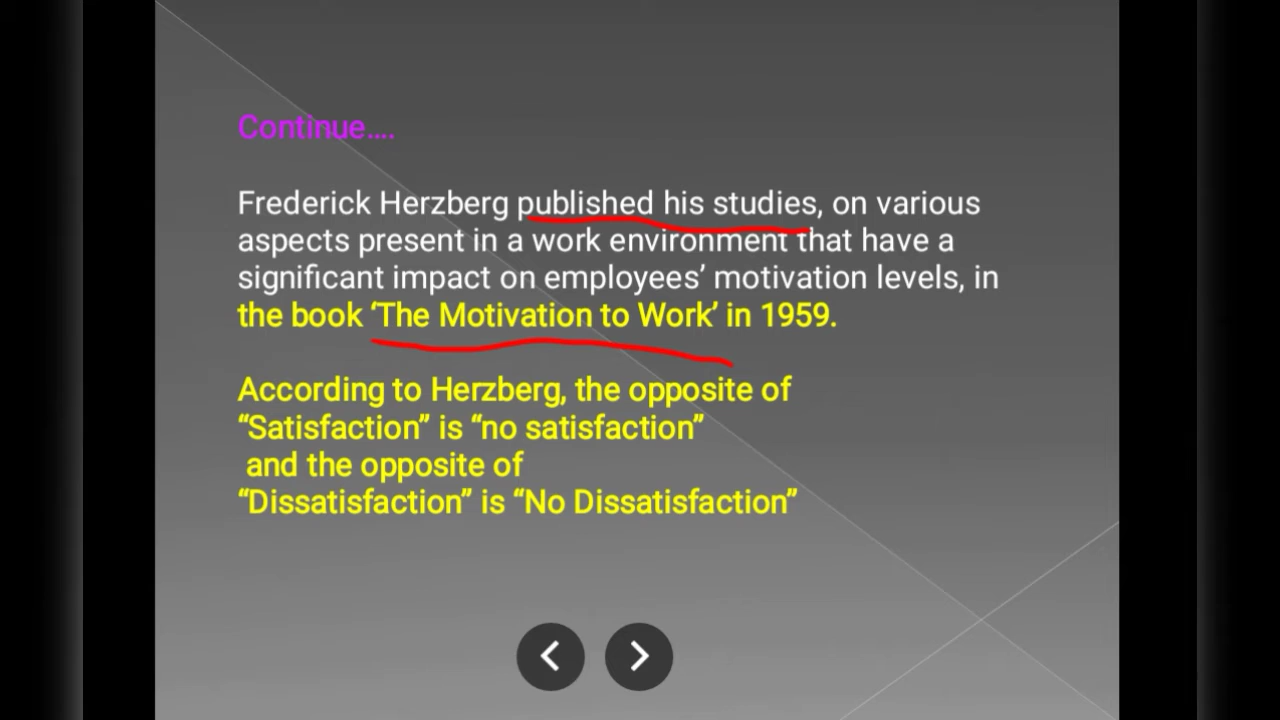 Continue....
Frederick Herzberg published his studies, on various
aspects present in a work environment that have a
significant impact on employees’ motivation levels, in
the book ‘The Motivation to Work’ in 1959.
According to Herzberg, the opposite of
“Satisfaction” is “no satisfaction”
and the opposite of
“Dissatisfaction” is “No Dissatisfaction”